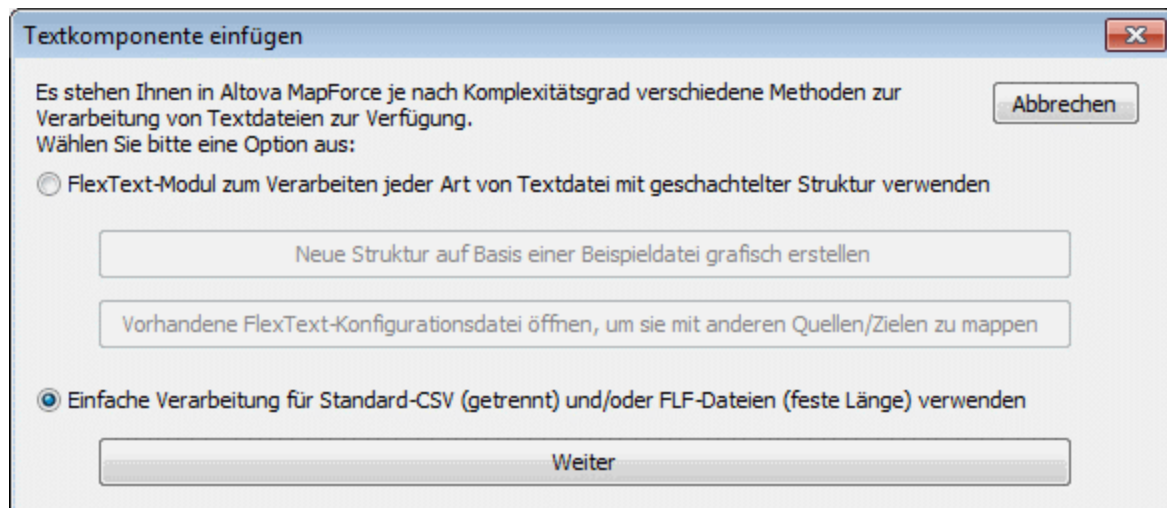 Textkomponente einfügen
Es stehen Ihnen in Altova MapForce je nach Komplexitätsgrad verschiedene Methoden zur
Verarbeitung von Textdateien zur Verfügung.
Wählen Sie bitte eine Option aus:
Abbrechen
FlexText-Modul zum Verarbeiten jeder Art von Textdatei mit geschachtelter Struktur verwenden
Neue Struktur auf Basis einer Beispieldatei grafisch erstellen
Vorhandene FlexText-Konfigurationsdatei öffnen, um sie mit anderen Quellen/Zielen zu mappen
Einfache Verarbeitung für Standard-CSV (getrennt) und/oder FLF-Dateien (feste Länge) verwenden
Weiter